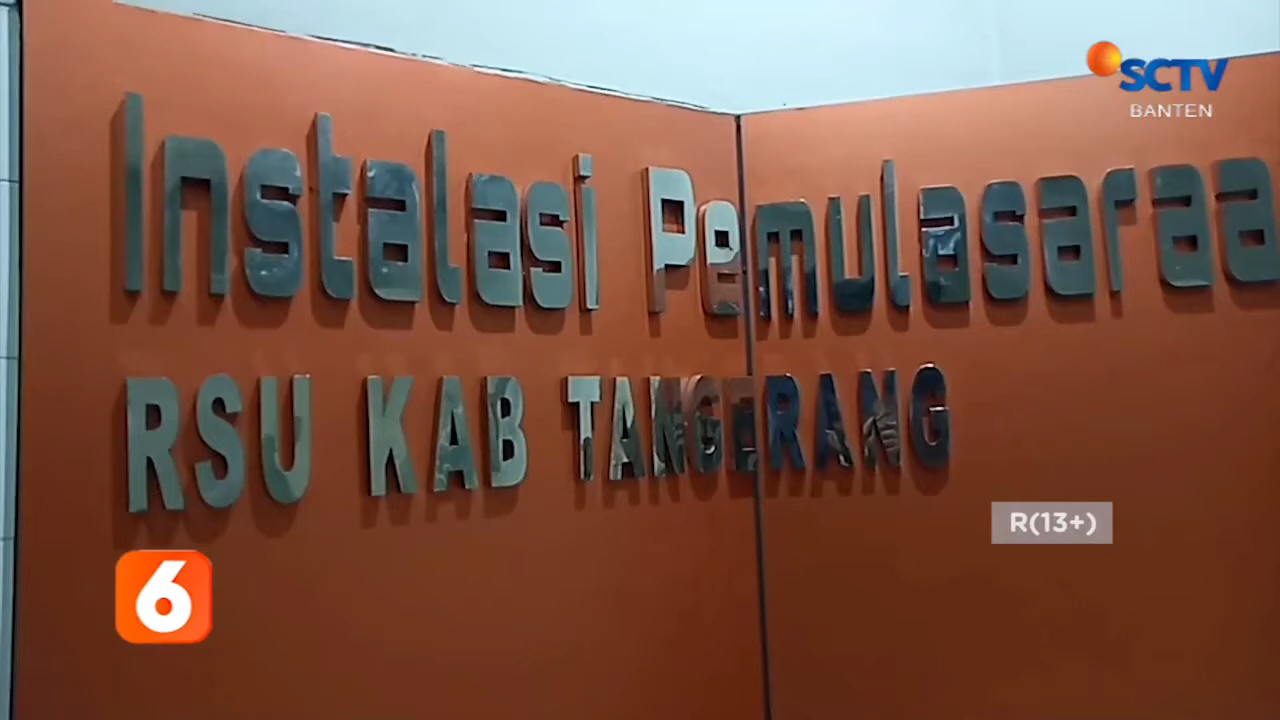 SCTV
BANTEN
Instalasi Pemulasaraa
RSU KAB TANGERANG
R(13+)
6